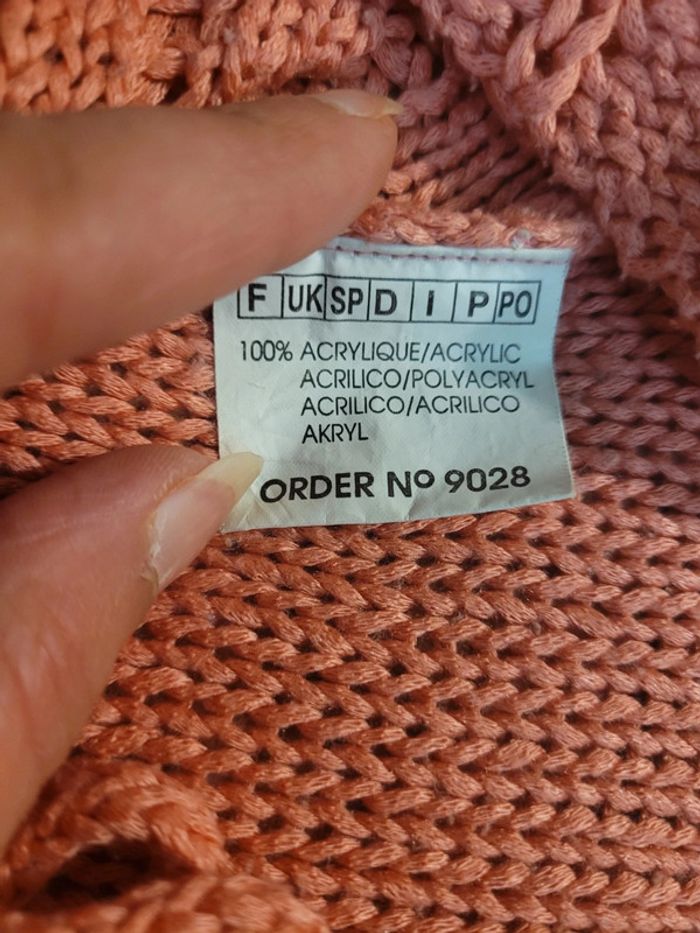 F UK SP D I P PO
100% ACRYLIQUE/ACRYLIC
ACRILICO/POLYACRYL
ACRILICO/ACRILICO
AKRYL
ORDER Nº 9028